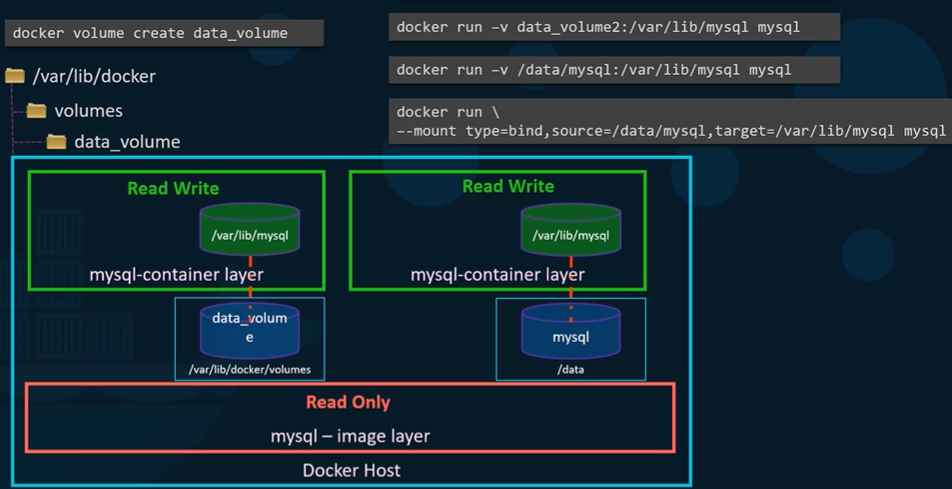 docker volume create data_volume
/var/lib/docker
volumes
data_volume
docker run –v data_volume2:/var/lib/mysql mysql
docker run –v /data/mysql:/var/lib/mysql mysql
docker run \
--mount type=bind,source=/data/mysql,target=/var/lib/mysql mysql
Read Write
/var/lib/mysql
mysql-container layer
data_volum
e
/var/lib/docker/volumes
Read Write
/var/lib/mysql
mysql-container layer
mysql
/data
Read Only
mysql – image layer
Docker Host